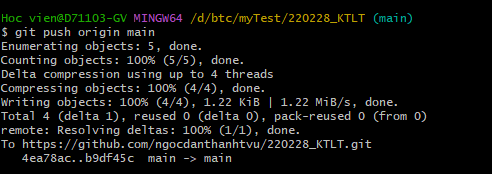 Hoc vien@D71103-GV MINGW64 /d/btc/myTest/220228_KTLT (main)
$ git push origin main
Enumerating objects: 5, done.
Counting objects: 100% (5/5), done.
Delta compression using up to 4 threads
Compressing objects: 100% (4/4), done.
Writing objects: 100% (4/4), 1.22 KiB | 1.22 MiB/s, done.
Total 4 (delta 1), reused 0 (delta 0), pack-reused 0 (from 0)
remote: Resolving deltas: 100% (1/1), done.
To https://github.com/ngocdanthanhtvu/220228_KTLT.git
   4ea78ac..b9df45c  main -> main